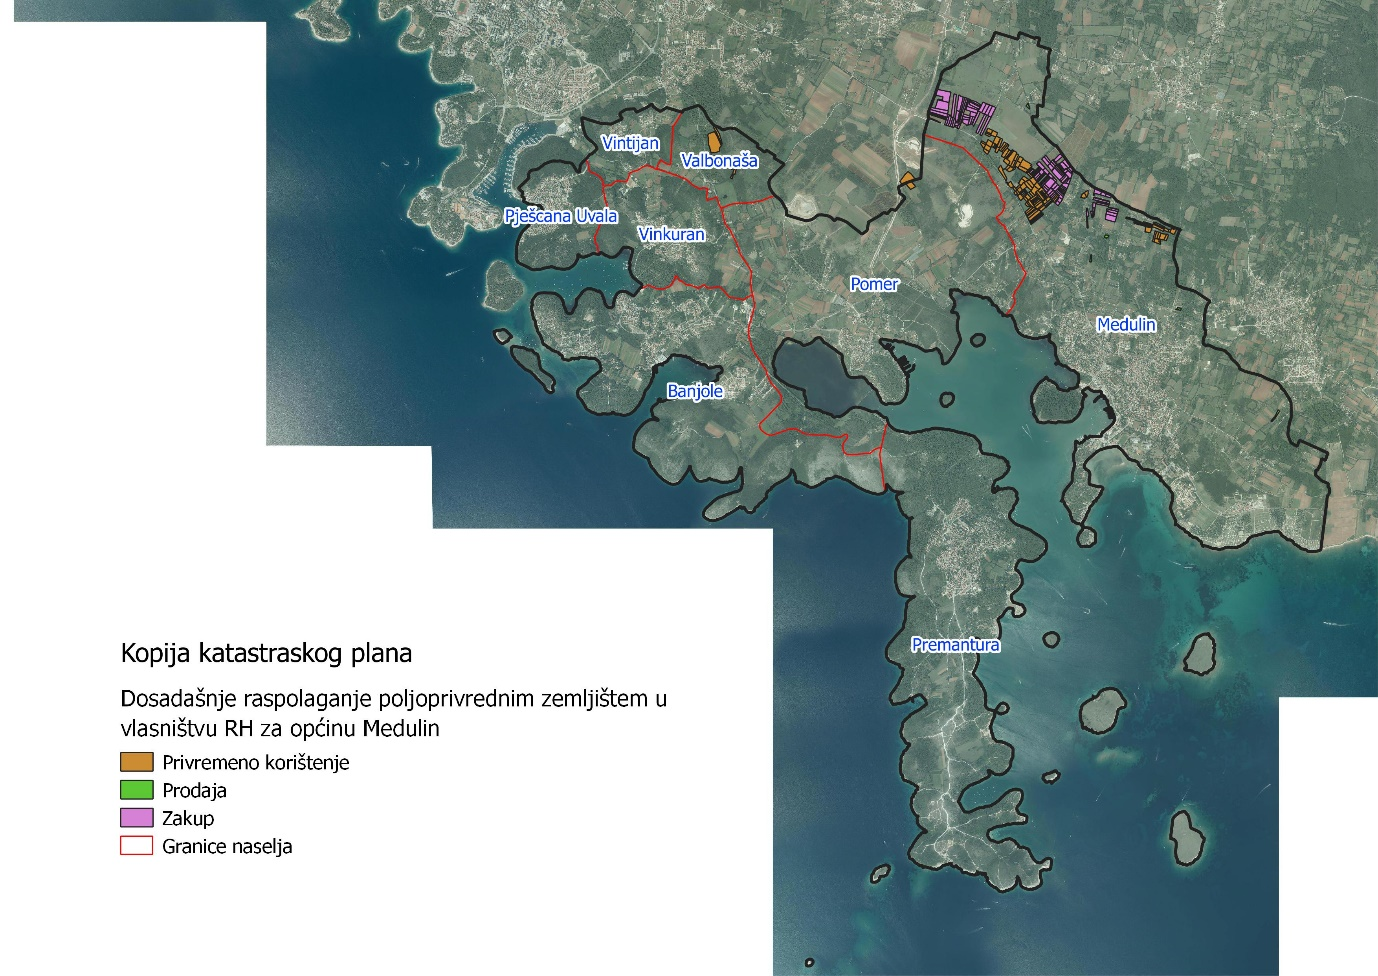 Vintijan
Valbonaša
Pješcana Uvala
Vinkuran
Pomer
Medulin
Banjole
Premantura
Kopija katastraskog plana
Dosadašnje raspolaganje poljoprivrednim zemljištem u
vlasništvu RH za općinu Medulin
Privremeno korištenje
Prodaja
Zakup
Granice naselja